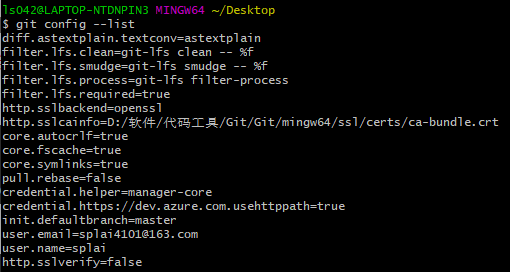 ls042@LAPTOP-NTDNPIN3 MINGW64 ~/Desktop
$ git config --list
diff.astextplain.textconv=astextplain
filter.lfs.clean=git-lfs clean -- %f
filter.lfs.smudge=git-lfs smudge -- %f
filter.lfs.process=git-lfs filter-process
filter.lfs.required=true
http.sslbackend=openssl
http.sslcainfo=D:/软件/代码工具/Git/Git/mingw64/ssl/certs/ca-bundle.crt
core.autocrlf=true
core.fscache=true
core.symlinks=true
pull.rebase=false
credential.helper=manager-core
credential.https://dev.azure.com.usehttppath=true
init.defaultbranch=master
user.email=splai4101@163.com
user.name=splai
http.sslverify=false